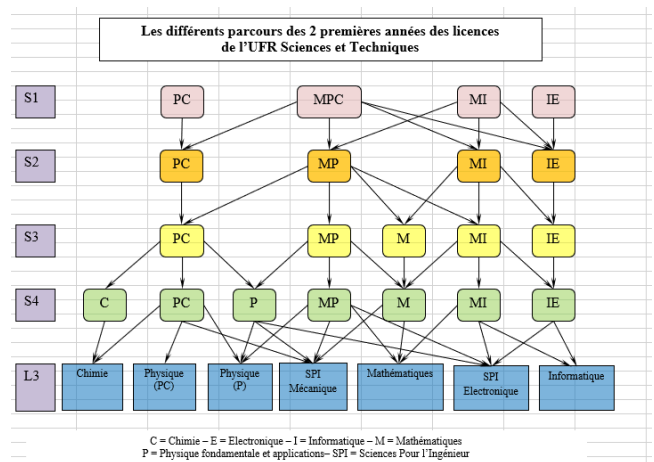 Les différents parcours des 2 premières années des licences
de l'UFR Sciences et Techniques
S1 PC MPC MI IE
S2 PC MP MI IE
S3 PC MP M MI IE
S4 C PC P MP M MI IE
L3 Chimie Physique (PC) Physique (P) SPI Mécanique Mathématiques SPI Electronique Informatique
C = Chimie – E = Electronique – I = Informatique – M = Mathématiques
P = Physique fondamentale et applications– SPI = Sciences Pour l'Ingénieur